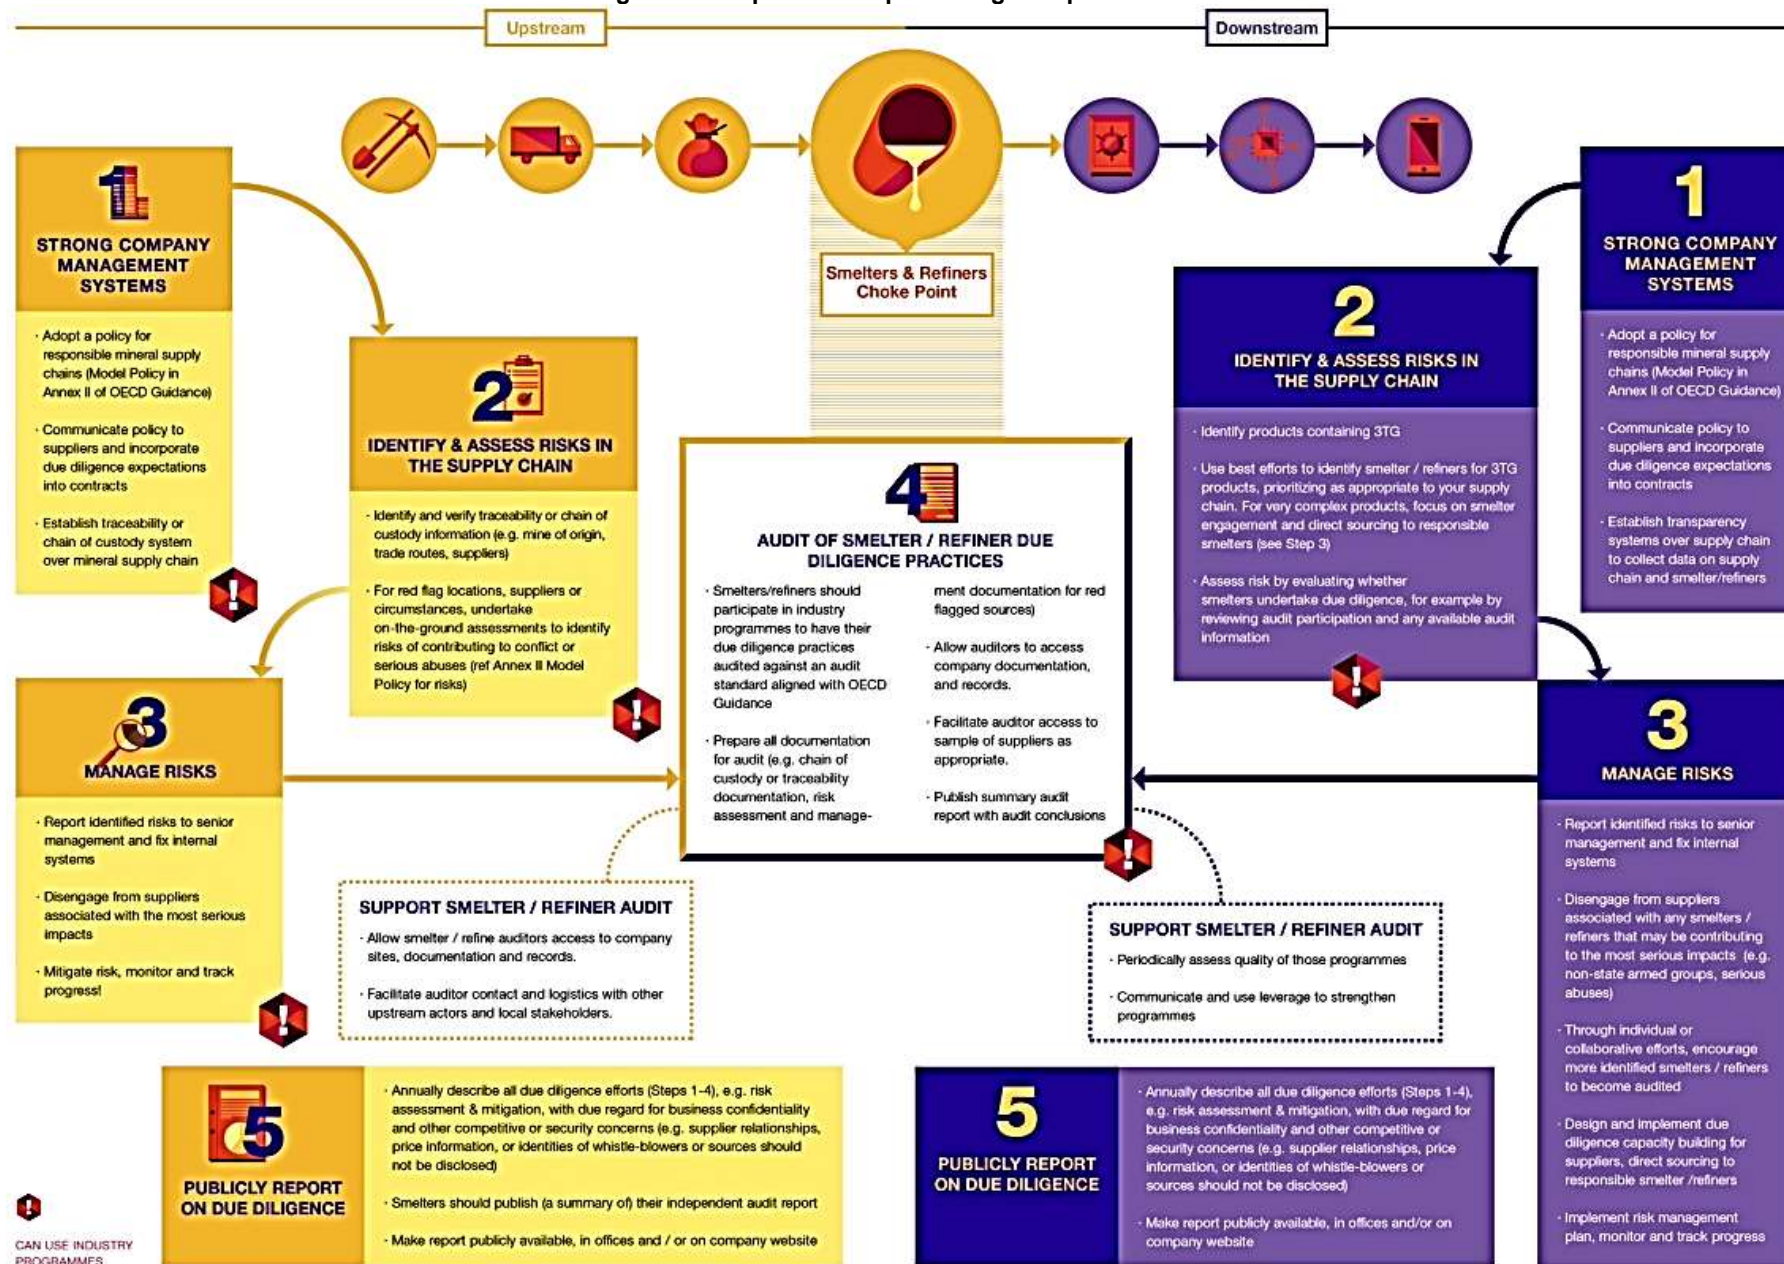 Upstream
Downstream
Smelters & Refiners
Choke Point
1
STRONG COMPANY
MANAGEMENT
SYSTEMS
· Adopt a policy for
responsible mineral supply
chains (Model Policy in
Annex II of OECD Guidance)
· Communicate policy to
suppliers and incorporate
due diligence expectations
into contracts
· Establish traceability or
chain of custody system
over mineral supply chain
2
IDENTIFY & ASSESS RISKS IN
THE SUPPLY CHAIN
· Identify and verify traceability or chain of
custody information (e.g. mine of origin,
trade routes, suppliers)
· For red flag locations, suppliers or
circumstances, undertake
on-the-ground assessments to identify
risks of contributing to conflict or
serious abuses (ref Annex II Model
Policy for risks)
3
MANAGE RISKS
· Report identified risks to senior
management and fix internal
systems
· Disengage from suppliers
associated with the most serious
impacts
· Mitigate risk, monitor and track
progress!
4
AUDIT OF SMELTER / REFINER DUE
DILIGENCE PRACTICES
· Smelters/refiners should
participate in industry
programmes to have their
due diligence practices
audited against an audit
standard aligned with OECD
Guidance
· Prepare all documentation
for audit (e.g. chain of
custody or traceability
documentation, risk
assessment and manage-
ment documentation for red
flagged sources)
· Allow auditors to access
company documentation,
and records.
· Facilitate auditor access to
sample of suppliers as
appropriate.
· Publish summary audit
report with audit conclusions
SUPPORT SMELTER / REFINER AUDIT
· Allow smelter / refine auditors access to company
sites, documentation and records.
· Facilitate auditor contact and logistics with other
upstream actors and local stakeholders.
5
PUBLICLY REPORT
ON DUE DILIGENCE
· Annually describe all due diligence efforts (Steps 1-4), e.g. risk
assessment & mitigation, with due regard for business confidentiality
and other competitive or security concerns (e.g. supplier relationships,
price information, or identities of whistle-blowers or sources should
not be disclosed)
· Smelters should publish (a summary of) their independent audit report
· Make report publicly available, in offices and / or on company website
1
STRONG COMPANY
MANAGEMENT
SYSTEMS
· Adopt a policy for
responsible mineral supply
chains (Model Policy in
Annex II of OECD Guidance)
· Communicate policy to
suppliers and incorporate
due diligence expectations
into contracts
· Establish transparency
systems over supply chain
to collect data on supply
chain and smelter/refiners
2
IDENTIFY & ASSESS RISKS IN
THE SUPPLY CHAIN
· Identify products containing 3TG
· Use best efforts to identify smelter / refiners for 3TG
products, prioritizing as appropriate to your supply
chain. For very complex products, focus on smelter
engagement and direct sourcing to responsible
smelters (see Step 3)
· Assess risk by evaluating whether
smelters undertake due diligence, for example by
reviewing audit participation and any available audit
information
3
MANAGE RISKS
· Report identified risks to senior
management and fix internal
systems
· Disengage from suppliers
associated with any smelters /
refiners that may be contributing
to the most serious impacts (e.g.
non-state armed groups, serious
abuses)
· Through individual or
collaborative efforts, encourage
more identified smelters / refiners
to become audited
· Design and implement due
diligence capacity building for
suppliers, direct sourcing to
responsible smelter /refiners
· Implement risk management
plan, monitor and track progress
SUPPORT SMELTER / REFINER AUDIT
· Periodically assess quality of those programmes
· Communicate and use leverage to strengthen
programmes
5
PUBLICLY REPORT
ON DUE DILIGENCE
· Annually describe all due diligence efforts (Steps 1-4),
e.g. risk assessment & mitigation, with due regard for
business confidentiality and other competitive or
security concerns (e.g. supplier relationships, price
information, or identities of whistle-blowers or
sources should not be disclosed)
· Make report publicly available, in offices and/or on
company website
CAN USE INDUSTRY
PROGRAMMES